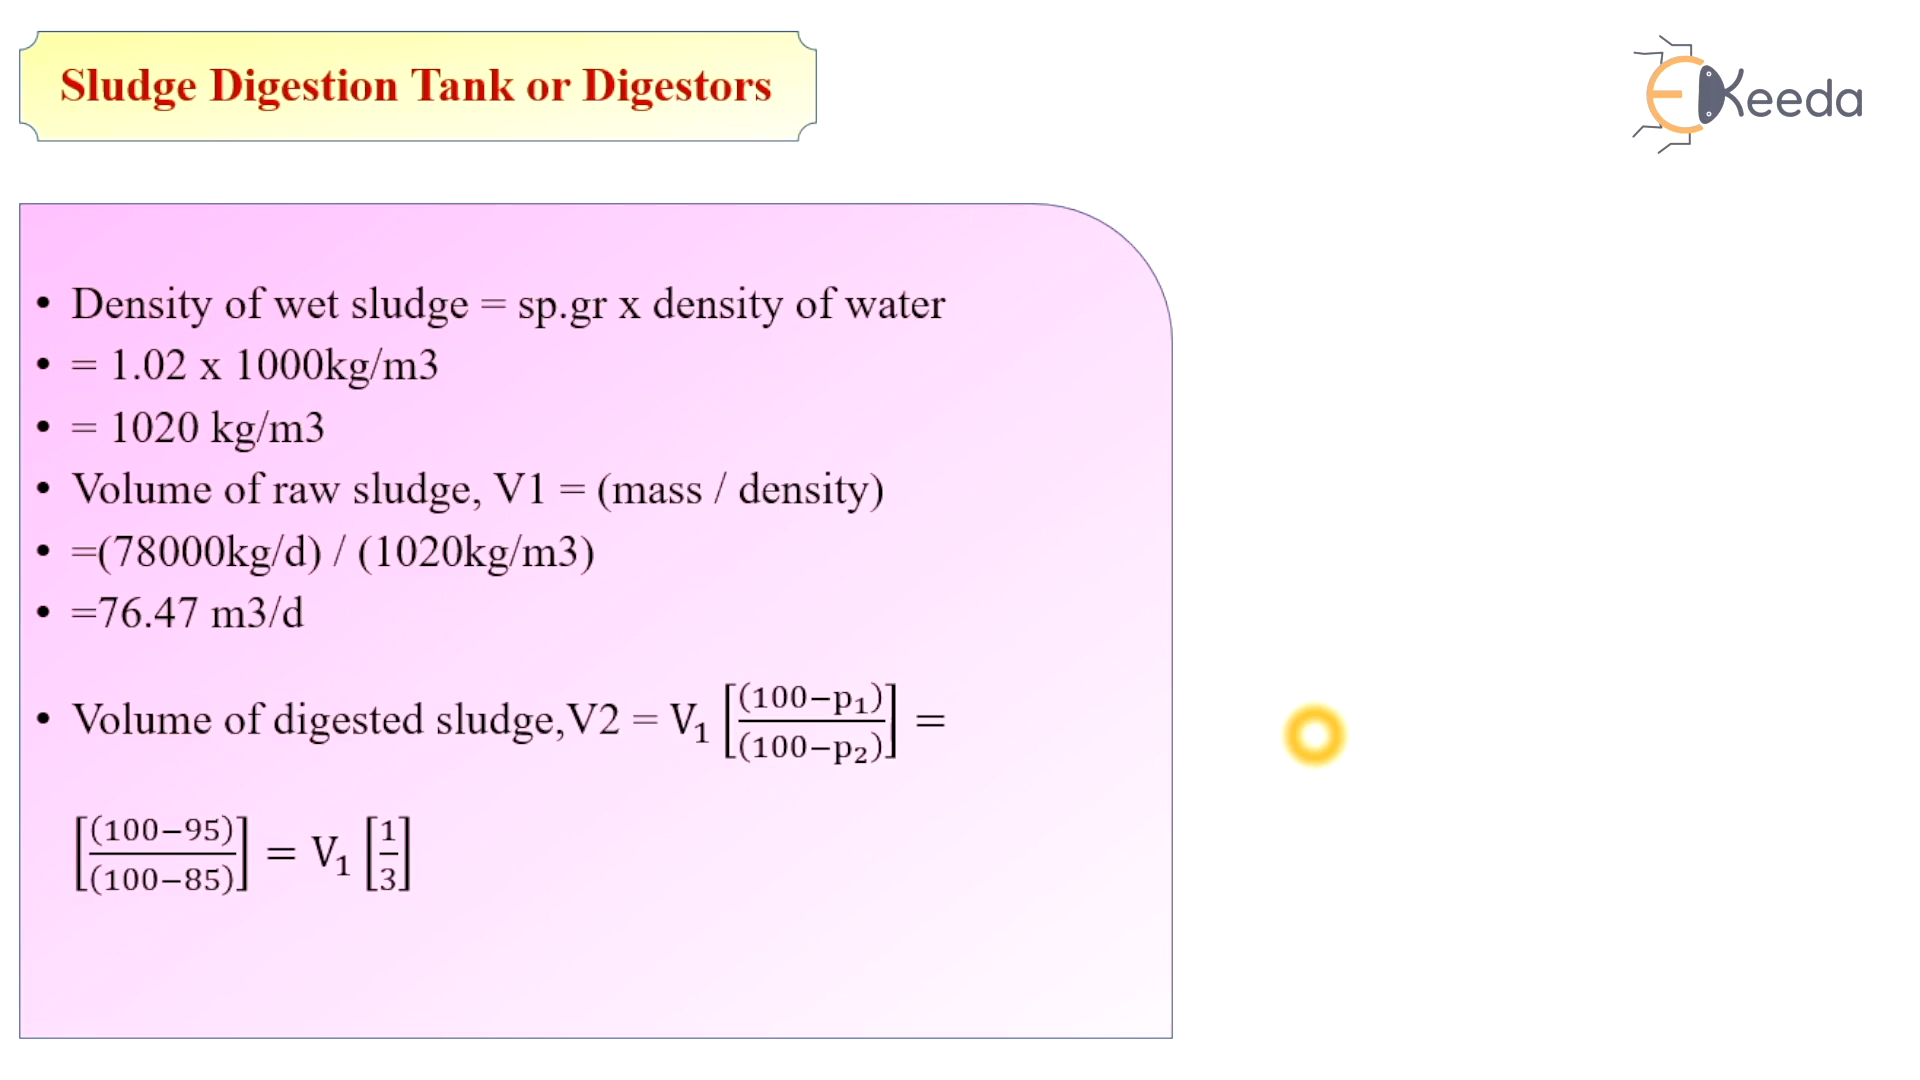 Sludge Digestion Tank or Digestors
EKeeda
• Density of wet sludge = sp.gr x density of water
• = 1.02 x 1000kg/m3
• = 1020 kg/m3
• Volume of raw sludge, V1 = (mass / density)
• =(78000kg/d) / (1020kg/m3)
• =76.47 m3/d
• Volume of digested sludge,V2 = V₁ [(100−p₁)/(100−p₂)] =
[(100−95)/(100−85)] = V₁ [1/3]